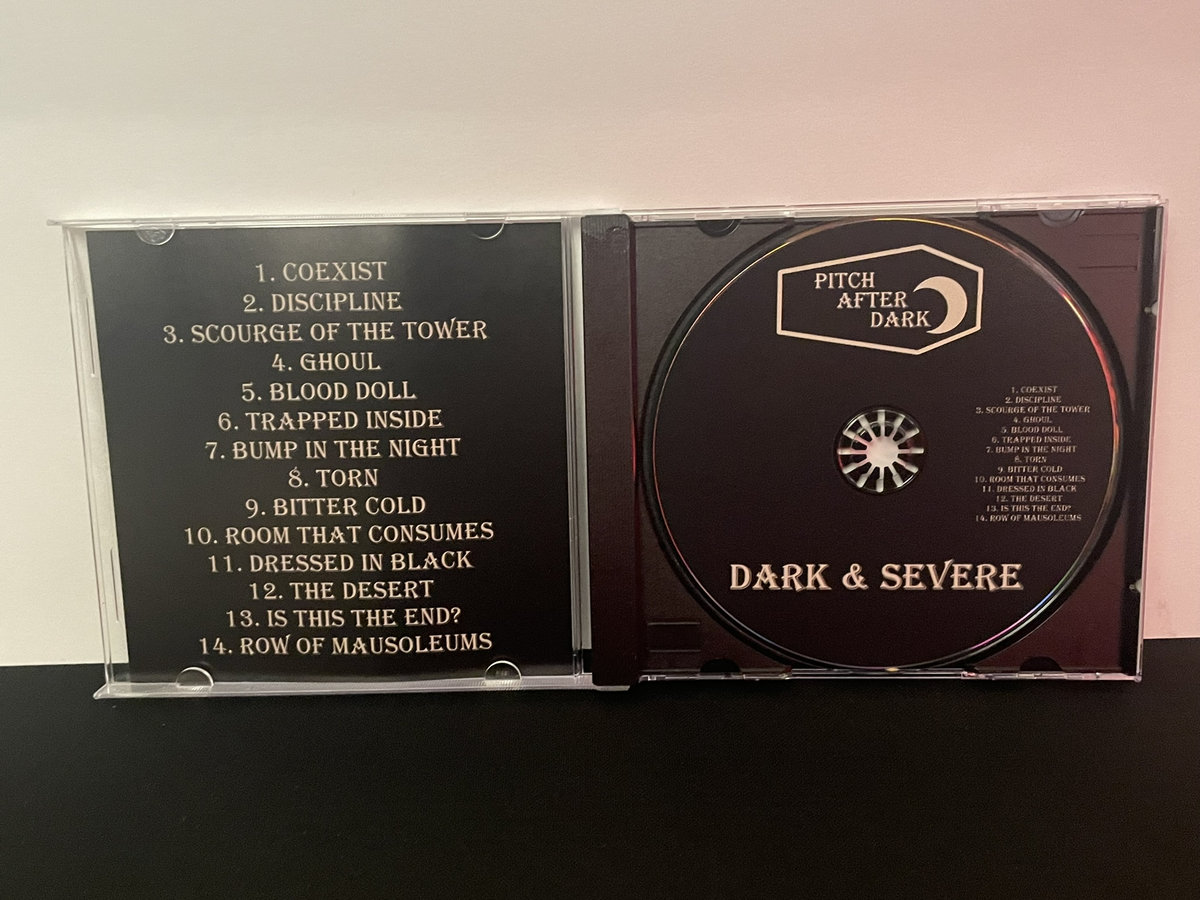 1. COEXIST
2. DISCIPLINE
3. SCOURGE OF THE TOWER
4. GHOUL
5. BLOOD DOLL
6. TRAPPED INSIDE
7. BUMP IN THE NIGHT
8. TORN
9. BITTER COLD
10. ROOM THAT CONSUMES
11. DRESSED IN BLACK
12. THE DESERT
13. IS THIS THE END?
14. ROW OF MAUSOLEUMS
PITCH
AFTER
DARK
1. COEXIST
2. DISCIPLINE
3. SCOURGE OF THE TOWER
4. GHOUL
5. BLOOD DOLL
6. TRAPPED INSIDE
7. BUMP IN THE NIGHT
8. TORN
9. BITTER COLD
10. ROOM THAT CONSUMES
11. DRESSED IN BLACK
12. THE DESERT
13. IS THIS THE END?
14. ROW OF MAUSOLEUMS
DARK & SEVERE